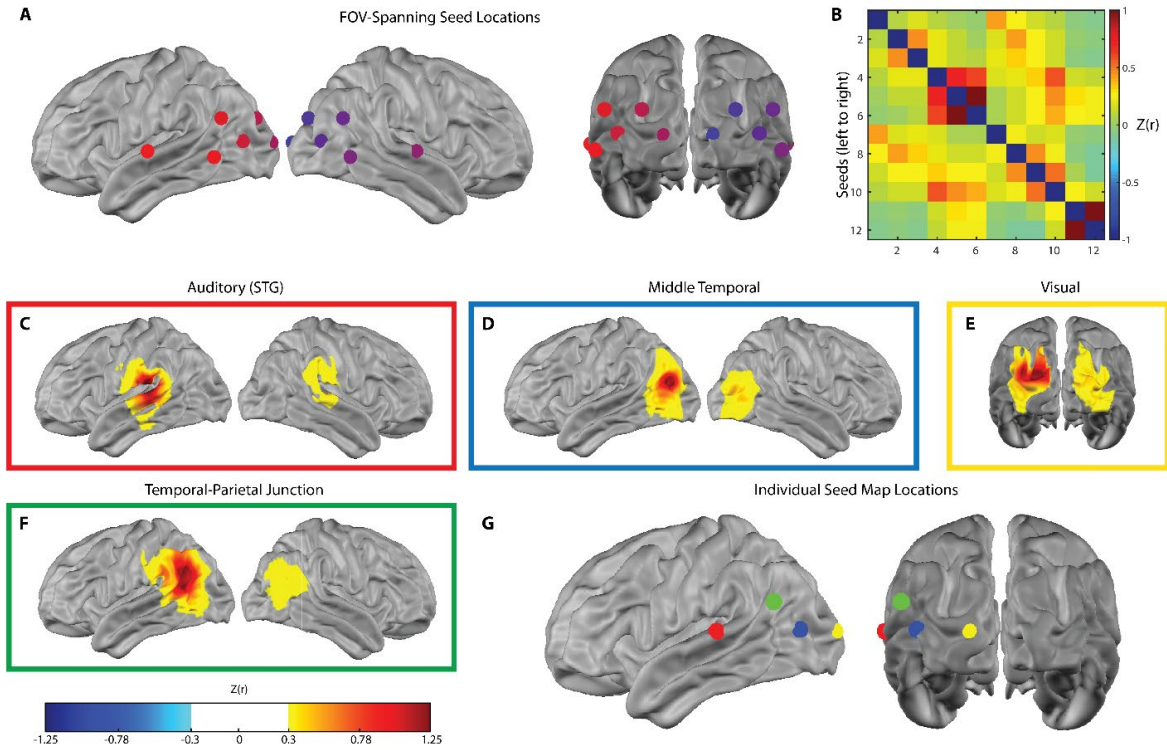 A
FOV-Spanning Seed Locations
B
2
4
6
8
10
12
Seeds (left to right)
2 4 6 8 10 12
1
0.5
0
-0.5
-1
Z(r)
Auditory (STG)
C
Middle Temporal
D
Visual
E
Temporal-Parietal Junction
F
Individual Seed Map Locations
G
Z(r)
-1.25 -0.78 -0.3 0 0.3 0.78 1.25